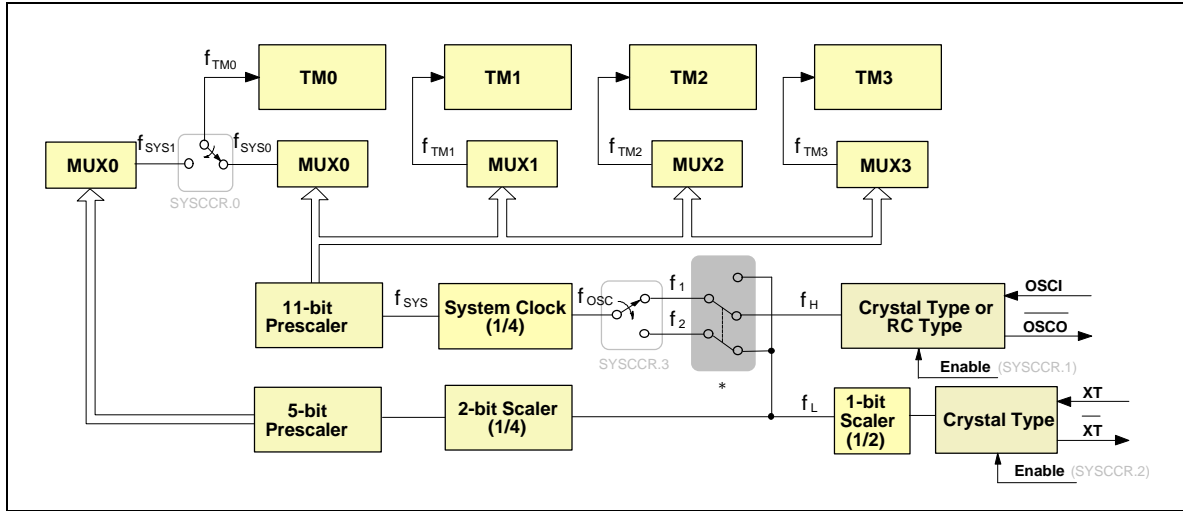 fTM0
TM0
TM1
TM2
TM3
MUX0
fSYS1
fSYS0
MUX0
fTM1
MUX1
fTM2
MUX2
fTM3
MUX3
SYSCCR.0
11-bit
Prescaler
fSYS
System Clock
(1/4)
fOSC
f1
f2
SYSCCR.3
*
fH
Crystal Type or
RC Type
OSCI
OSCO
Enable (SYSCCR.1)
5-bit
Prescaler
2-bit Scaler
(1/4)
fL
1-bit
Scaler
(1/2)
Crystal Type
XT
XT
Enable (SYSCCR.2)